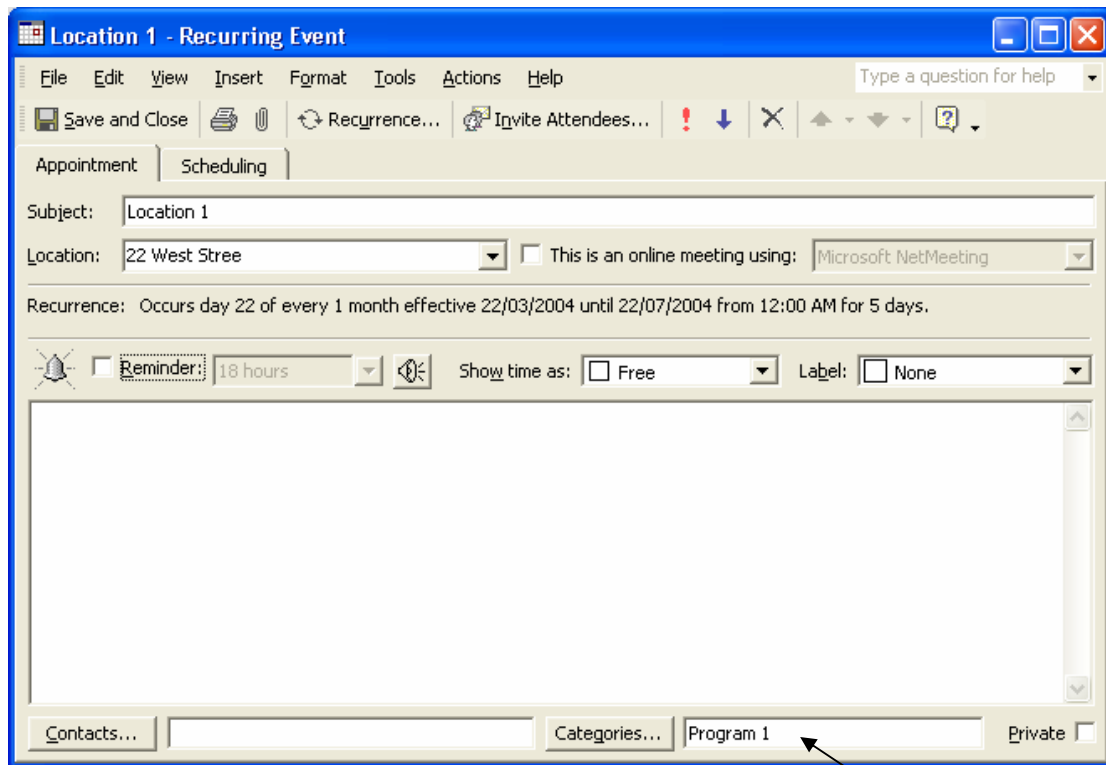 Location 1 - Recurring Event
File Edit View Insert Format Tools Actions Help Type a question for help
Save and Close Recurrence... Invite Attendees...
Appointment Scheduling
Subject: Location 1
Location: 22 West Stree This is an online meeting using: Microsoft NetMeeting
Recurrence: Occurs day 22 of every 1 month effective 22/03/2004 until 22/07/2004 from 12:00 AM for 5 days.
Reminder: 18 hours Show time as: Free Label: None
Contacts... Categories... Program 1 Private